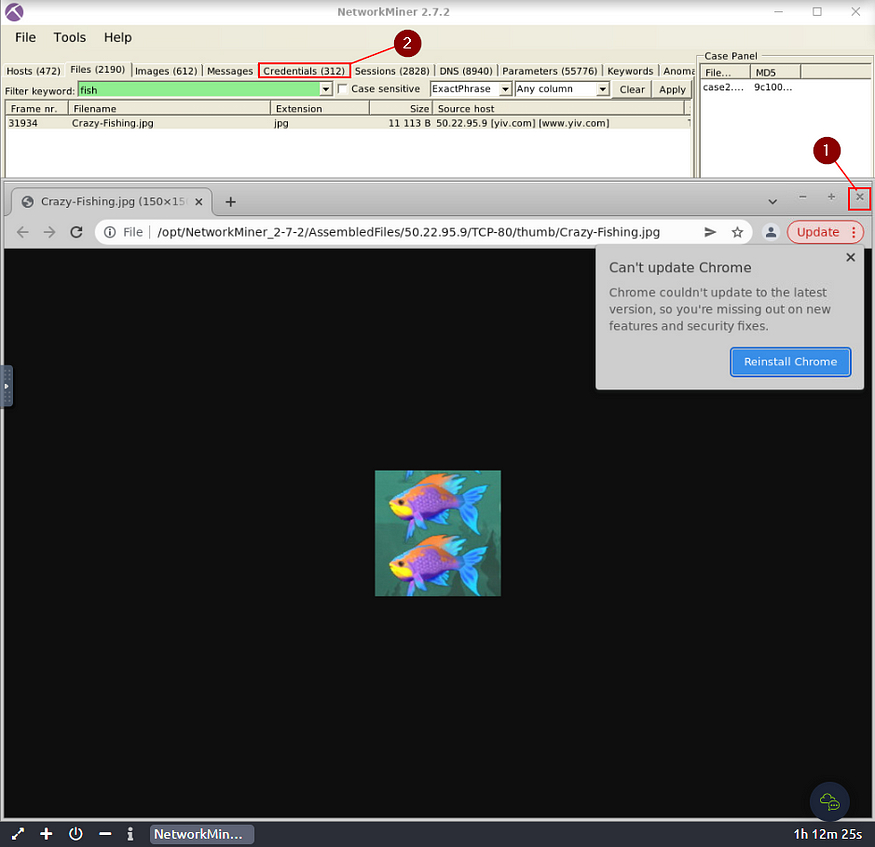 NetworkMiner 2.7.2
File Tools Help
2
Hosts (472) Files (2190) Images (612) Messages Credentials (312) Sessions (2828) DNS (8940) Parameters (55776) Keywords Anoma
Case Panel
Filter keyword: fish Case sensitive ExactPhrase Any column Clear Apply
File... MD5
case2.... 9c100...
Frame nr. Filename Extension Size Source host
31934 Crazy-Fishing.jpg jpg 11 113 B 50.22.95.9 [yiv.com] [www.yiv.com]
1
Crazy-Fishing.jpg (150×15
File /opt/NetworkMiner_2-7-2/AssembledFiles/50.22.95.9/TCP-80/thumb/Crazy-Fishing.jpg Update
Can't update Chrome
Chrome couldn't update to the latest
version, so you're missing out on new
features and security fixes.
Reinstall Chrome
NetworkMin... 1h 12m 25s